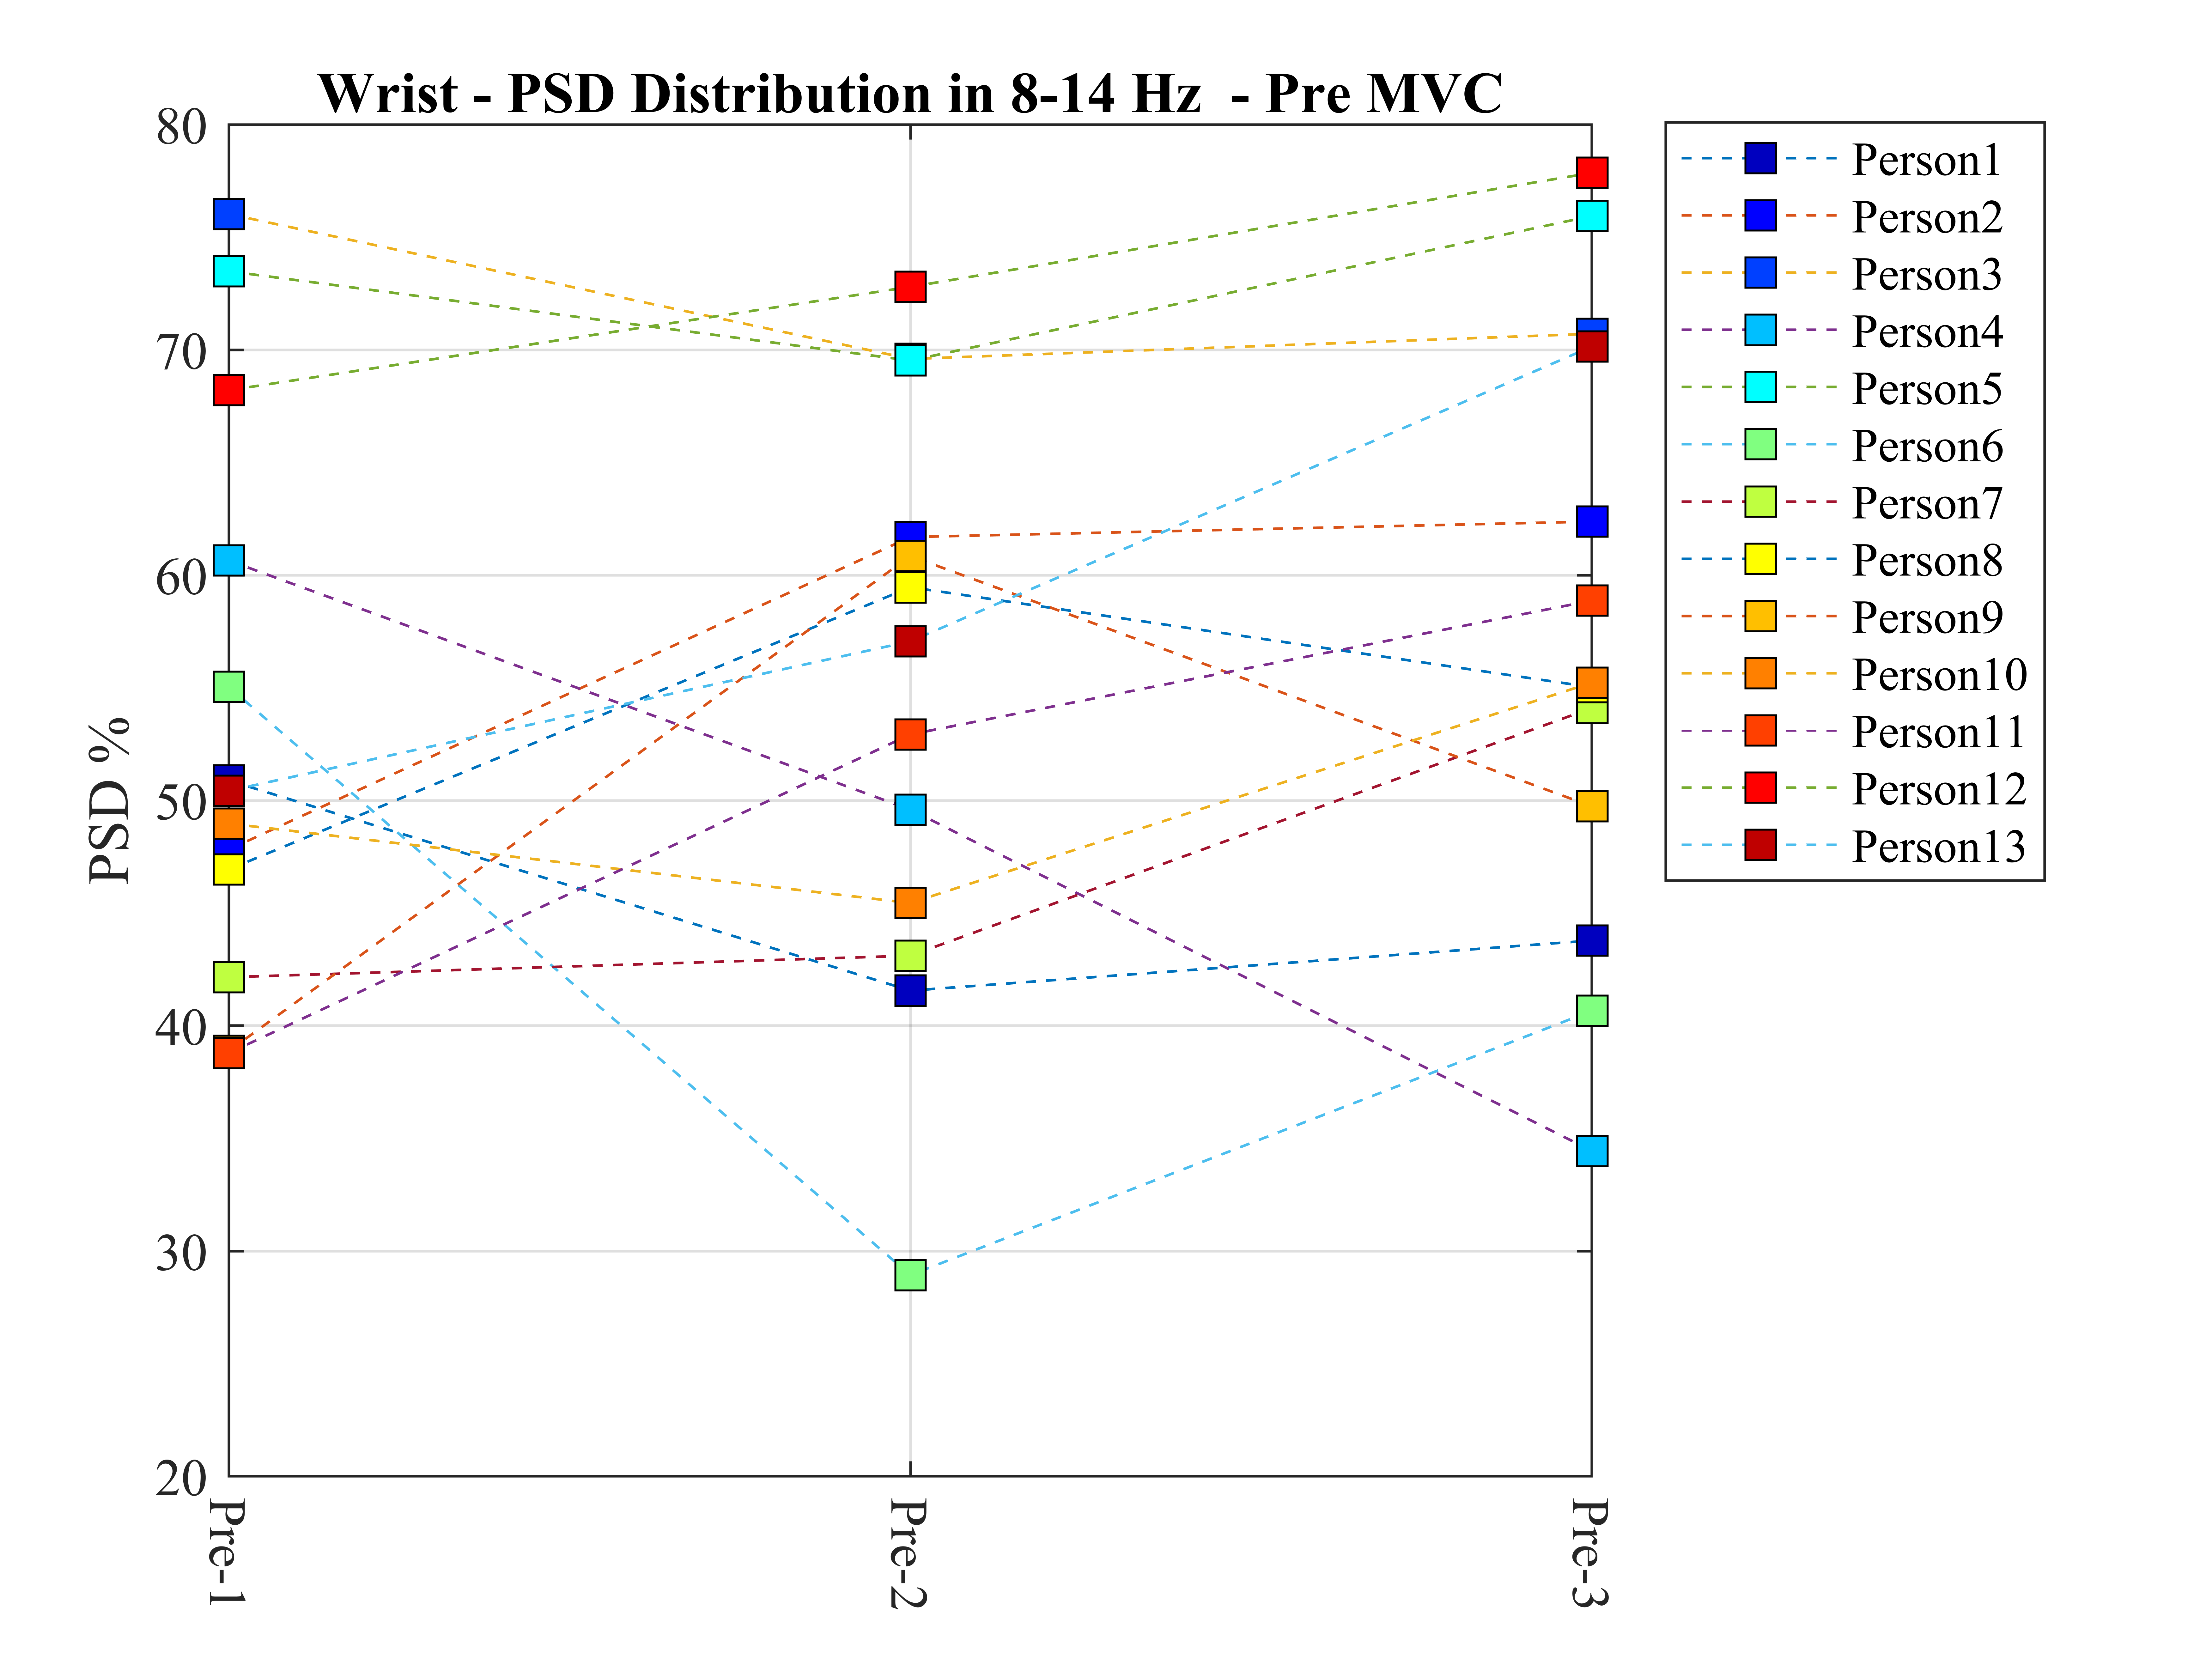 Wrist - PSD Distribution in 8-14 Hz - Pre MVC
PSD %
80
70
60
50
40
30
20
Pre-1
Pre-2
Pre-3
Person1
Person2
Person3
Person4
Person5
Person6
Person7
Person8
Person9
Person10
Person11
Person12
Person13